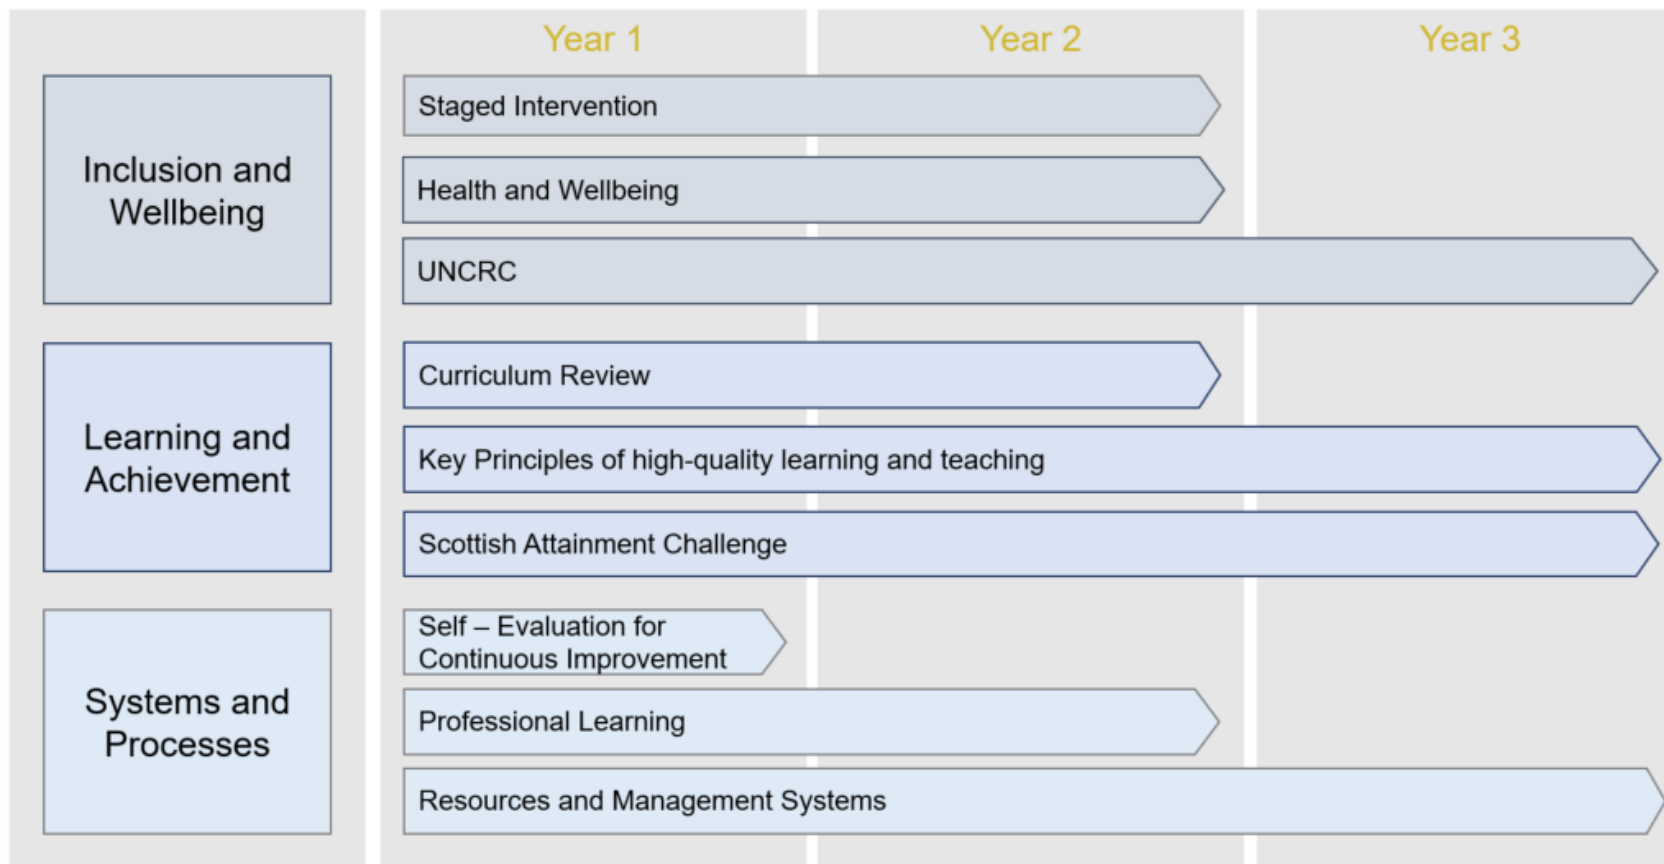 Year 1
Year 2
Year 3
Inclusion and
Wellbeing
Staged Intervention
Health and Wellbeing
UNCRC
Learning and
Achievement
Curriculum Review
Key Principles of high-quality learning and teaching
Scottish Attainment Challenge
Systems and
Processes
Self – Evaluation for
Continuous Improvement
Professional Learning
Resources and Management Systems